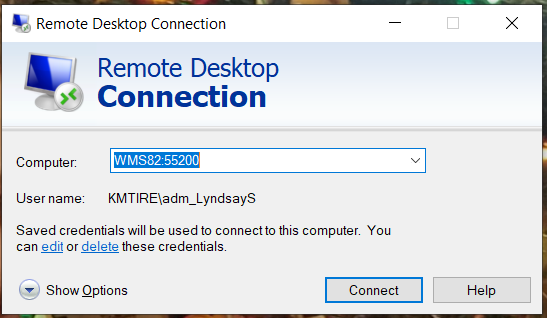 Remote Desktop Connection
Remote Desktop
Connection
Computer: WMS82:55200
User name: KMTIRE\adm_LyndsayS
Saved credentials will be used to connect to this computer. You
can edit or delete these credentials.
Show Options Connect Help